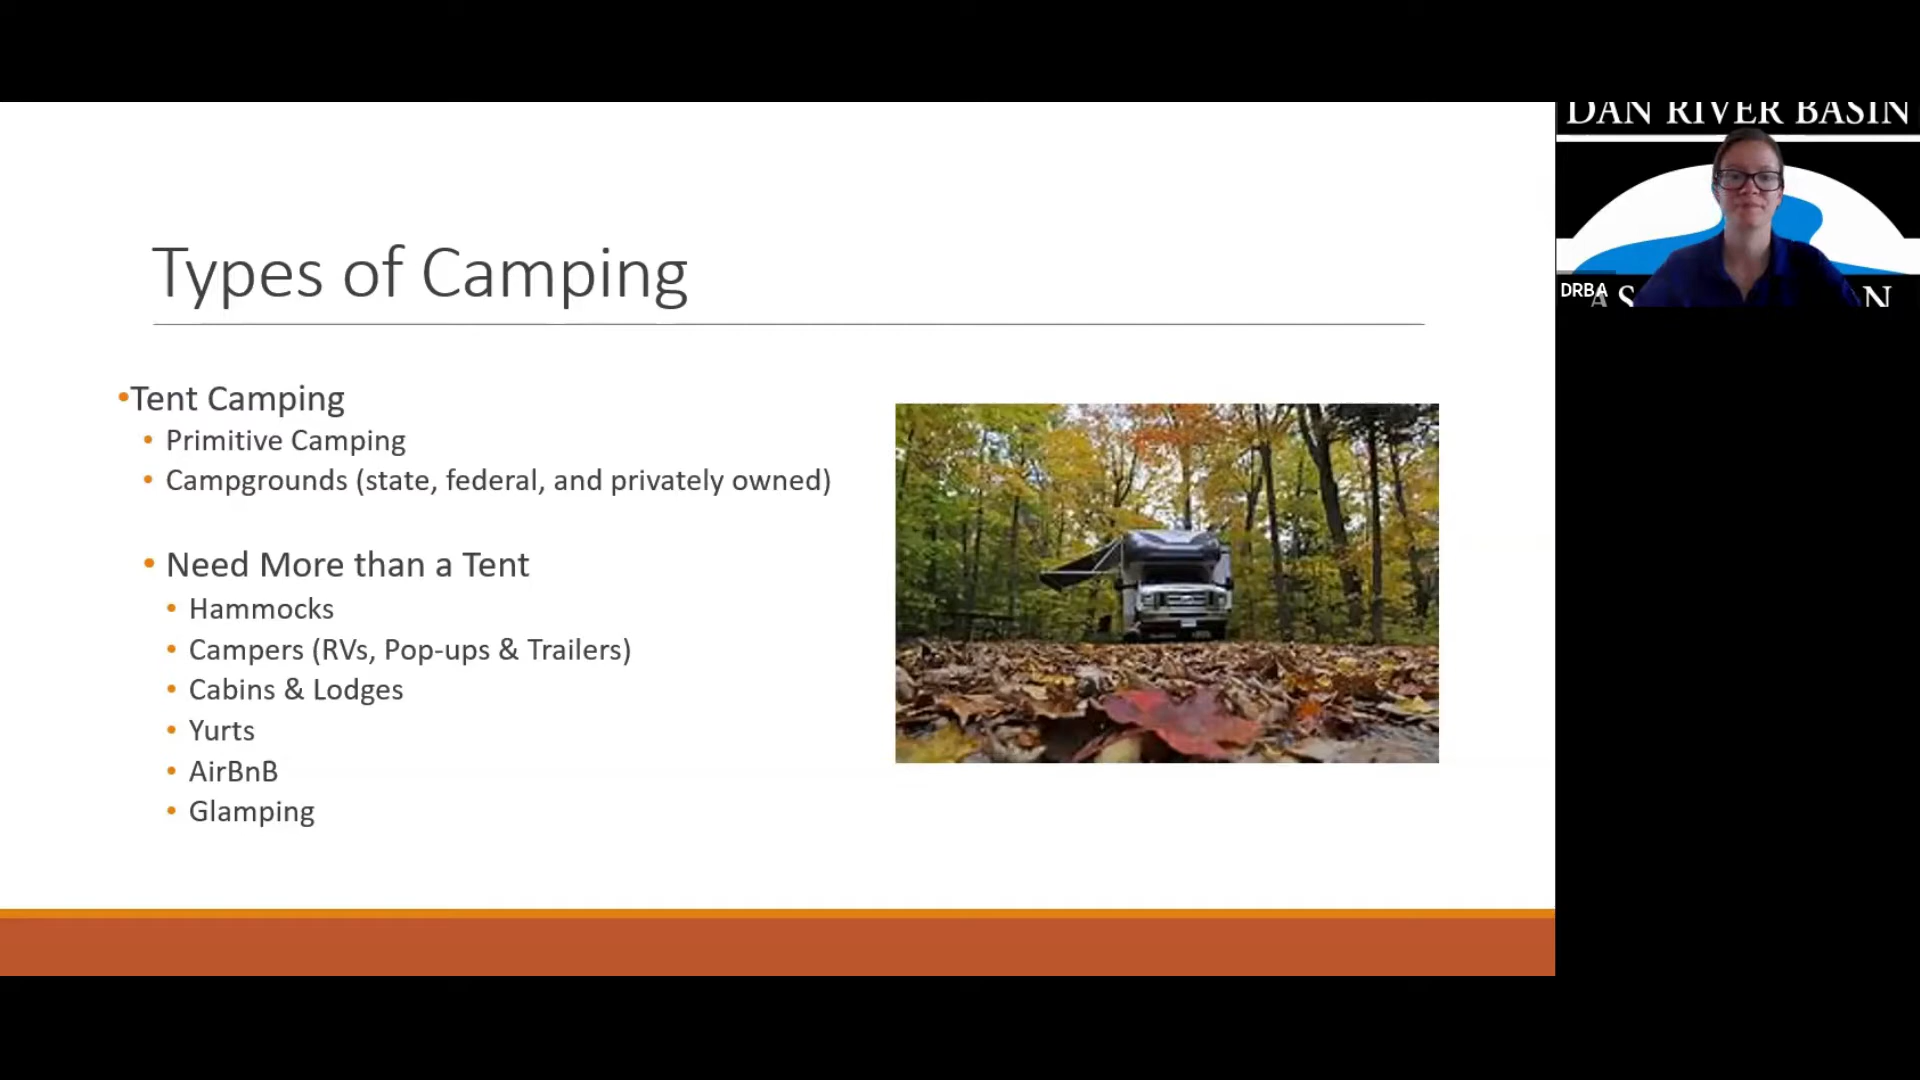 Types of Camping
•Tent Camping
• Primitive Camping
• Campgrounds (state, federal, and privately owned)
• Need More than a Tent
• Hammocks
• Campers (RVs, Pop-ups & Trailers)
• Cabins & Lodges
• Yurts
• AirBnB
• Glamping
DAN RIVER BASIN
DRBA